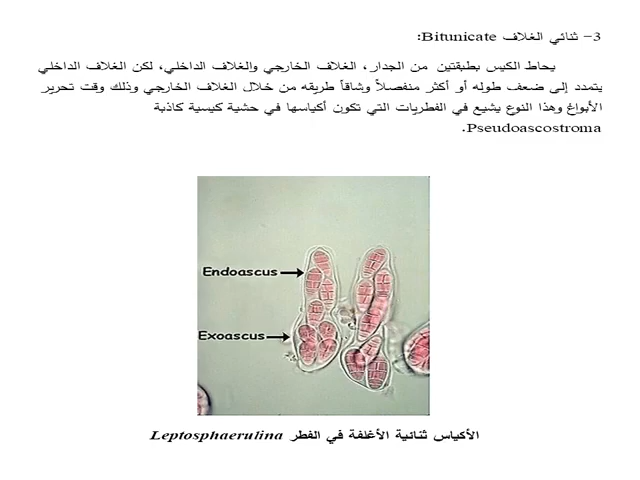 3- ثنائي الغلاف Bitunicate:
يحاط الكيس بطبقتين من الجدار، الغلاف الخارجي والغلاف الداخلي، لكن الغلاف الداخلي
يتمدد إلى ضعف طوله أو أكثر منفصلاً وشاقاً طريقه من خلال الغلاف الخارجي وذلك وقت تحرير
الأبواغ وهذا النوع يشيع في الفطريات التي تكون أكياسها في حشية كيسية كاذبة
Pseudoascostroma.
Endoascus
Exoascus
الأكياس ثنائية الأغلفة في الفطر Leptosphaerulina